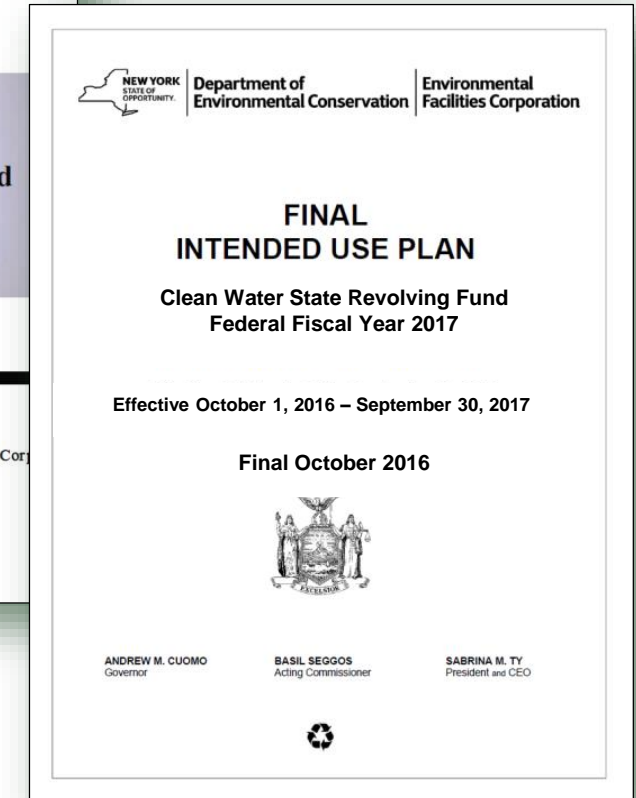 d
Corp
NEW YORK
STATE OF
OPPORTUNITY.
Department of
Environmental Conservation
Environmental
Facilities Corporation
FINAL
INTENDED USE PLAN
Clean Water State Revolving Fund
Federal Fiscal Year 2017
Effective October 1, 2016 – September 30, 2017
Final October 2016
EXCELSIOR
ANDREW M. CUOMO
Governor
BASIL SEGGOS
Acting Commissioner
SABRINA M. TY
President and CEO